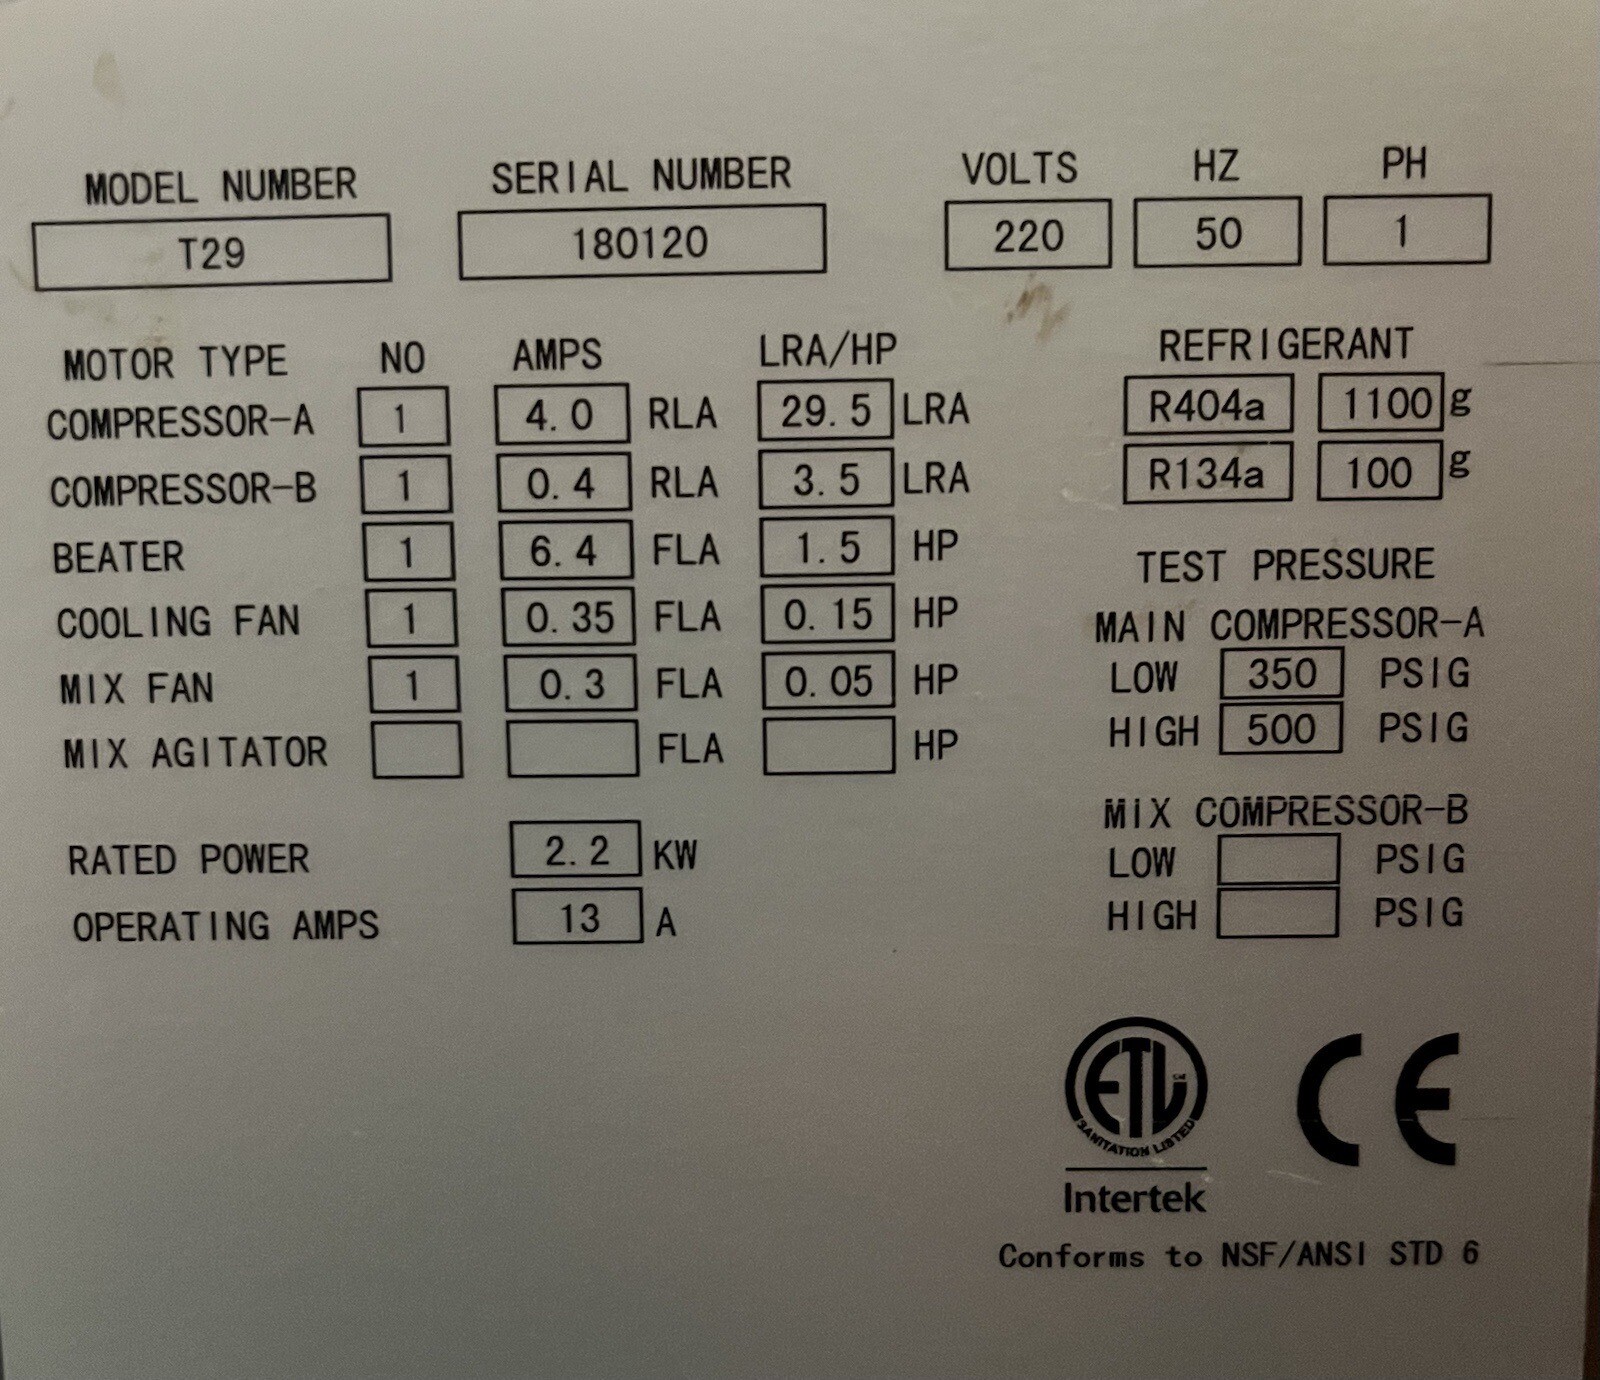 MODEL NUMBER SERIAL NUMBER VOLTS HZ PH
T29 180120 220 50 1
MOTOR TYPE NO AMPS LRA/HP
COMPRESSOR-A 1 4.0 RLA 29.5 LRA
COMPRESSOR-B 1 0.4 RLA 3.5 LRA
BEATER 1 6.4 FLA 1.5 HP
COOLING FAN 1 0.35 FLA 0.15 HP
MIX FAN 1 0.3 FLA 0.05 HP
MIX AGITATOR FLA HP
RATED POWER 2.2 KW
OPERATING AMPS 13 A
REFRIGERANT
R404a 1100 g
R134a 100 g
TEST PRESSURE
MAIN COMPRESSOR-A
LOW 350 PSIG
HIGH 500 PSIG
MIX COMPRESSOR-B
LOW PSIG
HIGH PSIG
ETL CE
SANITATION LISTED
Intertek
Conforms to NSF/ANSI STD 6